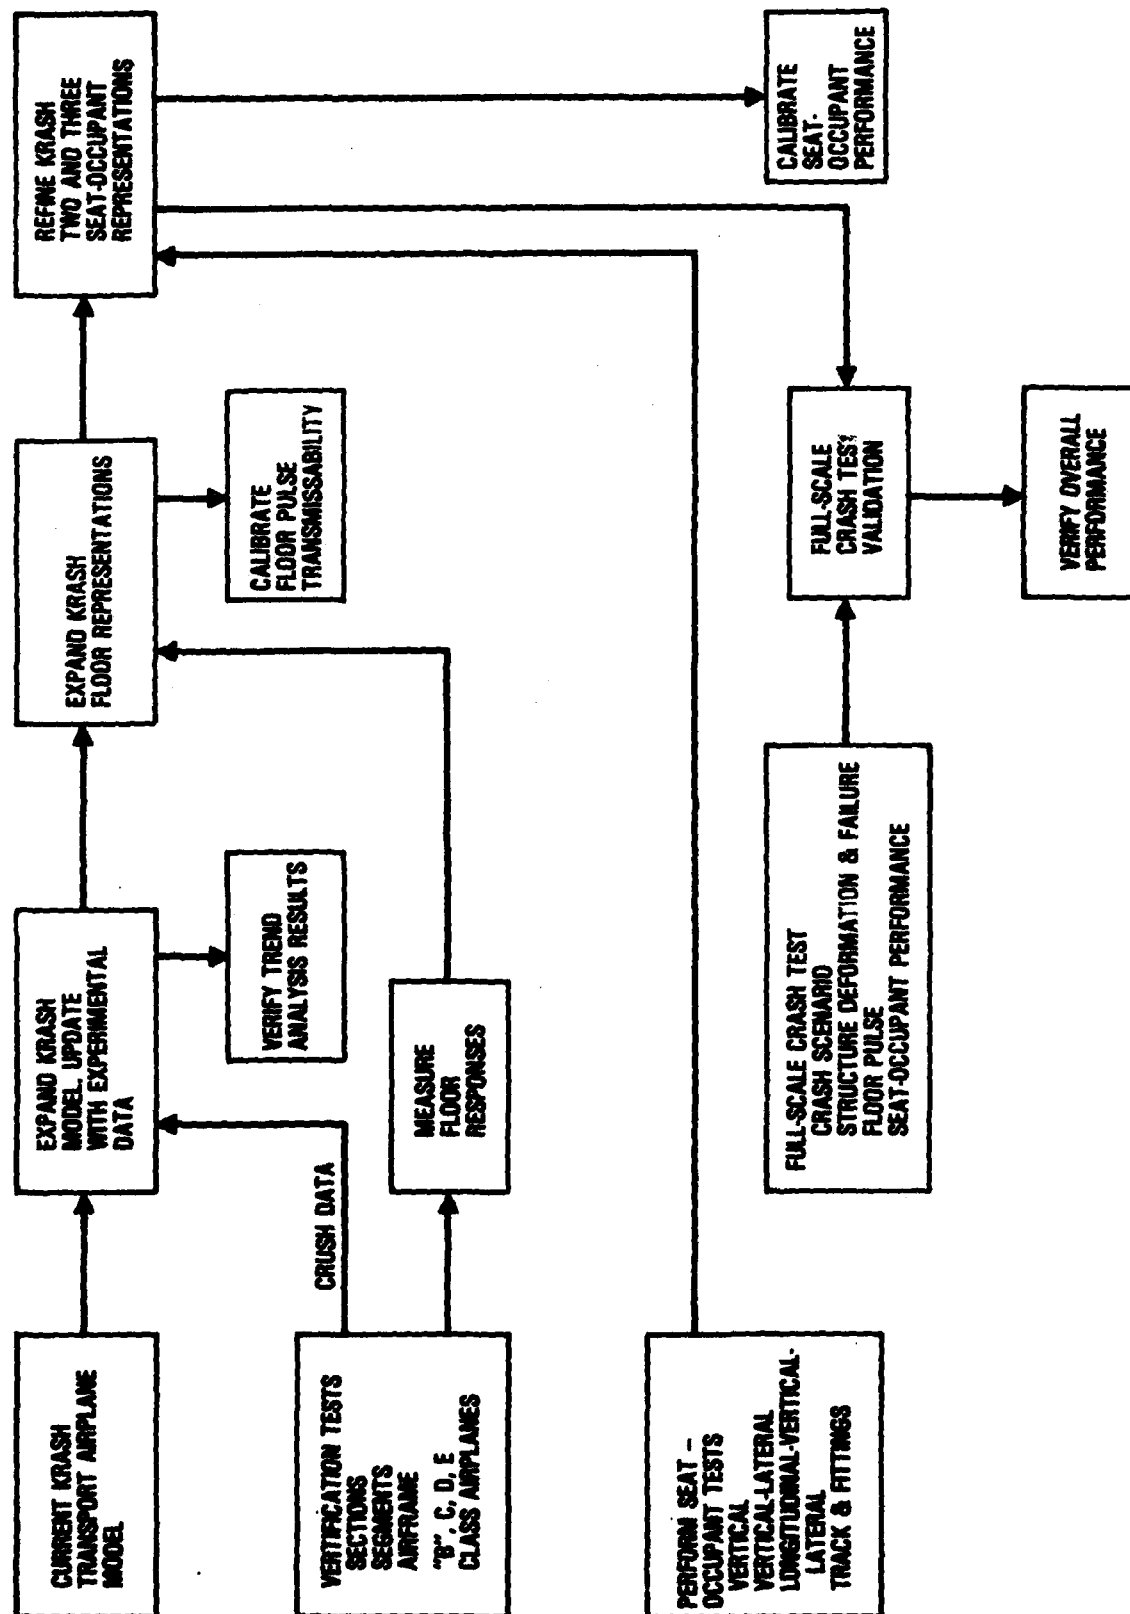 CURRENT KRASH
TRANSPORT AIRPLANE
MODEL
EXPAND KRASH
MODEL UPDATE
WITH EXPERIMENTAL
DATA
EXPAND KRASH
FLOOR REPRESENTATIONS
REFINE KRASH
TWO AND THREE
SEAT-OCCUPANT
REPRESENTATIONS
VERIFY TREND
ANALYSIS RESULTS
CALIBRATE
FLOOR PULSE
TRANSMISSABILITY
VERTIFICATION TESTS
SECTIONS
SEGMENTS
AIRFRAME
"B", C, D, E
CLASS AIRPLANES
CRUSH DATA
MEASURE
FLOOR
RESPONSES
PERFORM SEAT –
OCCUPANT TESTS
VERTICAL
VERTICAL-LATERAL
LONGITUDINAL-VERTICAL-
LATERAL
TRACK & FITTINGS
CALIBRATE
SEAT-
OCCUPANT
PERFORMANCE
FULL-SCALE CRASH TEST
CRASH SCENARIO
STRUCTURE DEFORMATION & FAILURE
FLOOR PULSE
SEAT-OCCUPANT PERFORMANCE
FULL-SCALE
CRASH TEST
VALIDATION
VERIFY OVERALL
PERFORMANCE